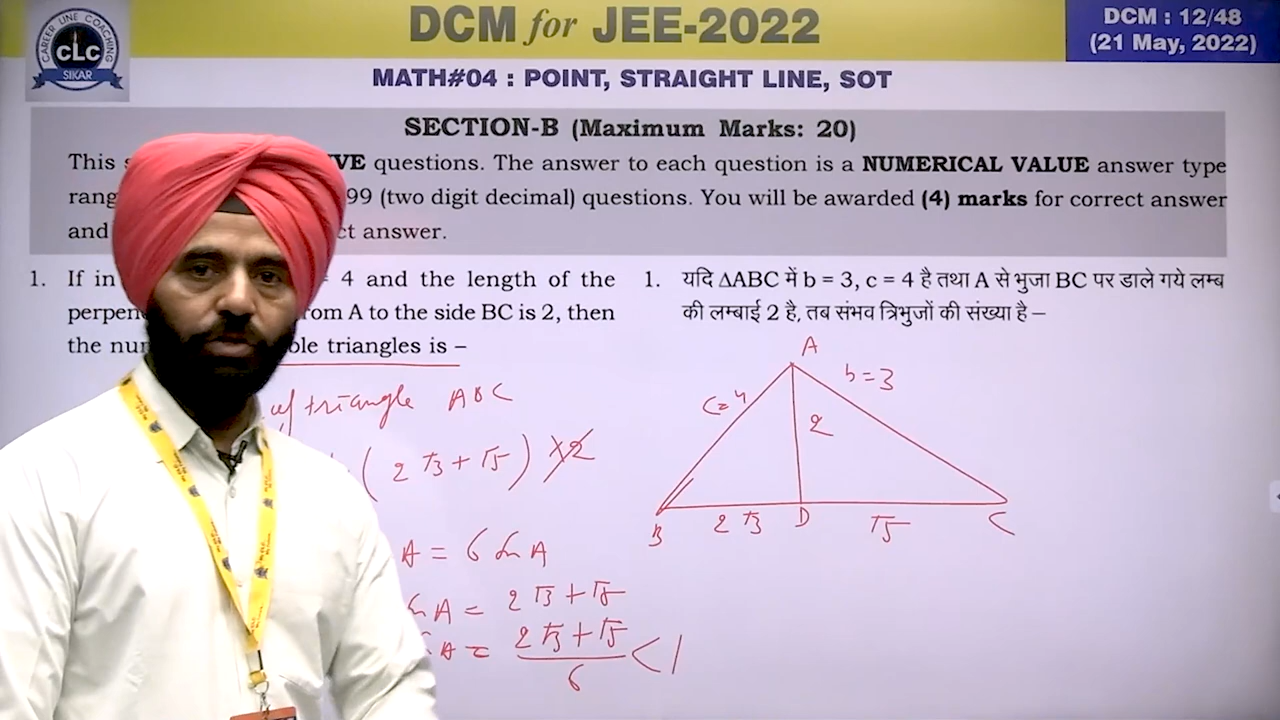 CAREER LINE COACHING
CLC
SIKAR
DCM for JEE-2022
DCM : 12/48
(21 May, 2022)
MATH#04 : POINT, STRAIGHT LINE, SOT
SECTION-B (Maximum Marks: 20)
This VE questions. The answer to each question is a NUMERICAL VALUE answer type
99 (two digit decimal) questions. You will be awarded (4) marks for correct answer
and ct answer.
1. If in 4 and the length of the
rom A to the side BC is 2, then
the ble triangles is –
1. यदि ∆ABC में b = 3, c = 4 है तथा A से भुजा BC पर डाले गये लम्ब
की लम्बाई 2 है, तब संभव त्रिभुजों की संख्या है –
of triangle ABC
(2√3+√5) ×2
A = 6 sin A
sin A = 2√3+√5
A = 2√3+√5 / 6 < 1
A
c=4
b=3
2
B
2√3
D
√5
C